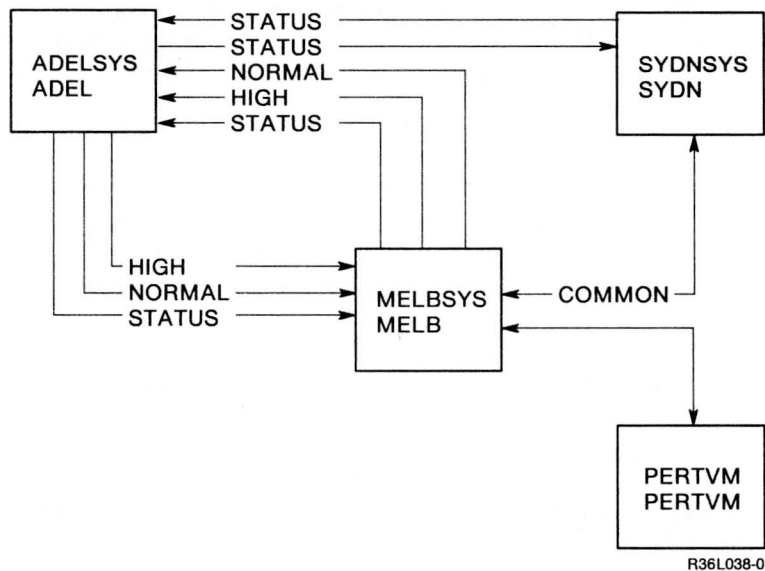 STATUS
STATUS
NORMAL
HIGH
STATUS
ADELSYS
ADEL
SYDNSYS
SYDN
HIGH
NORMAL
STATUS
MELBSYS
MELB
COMMON
PERTVM
PERTVM
R36L038-0